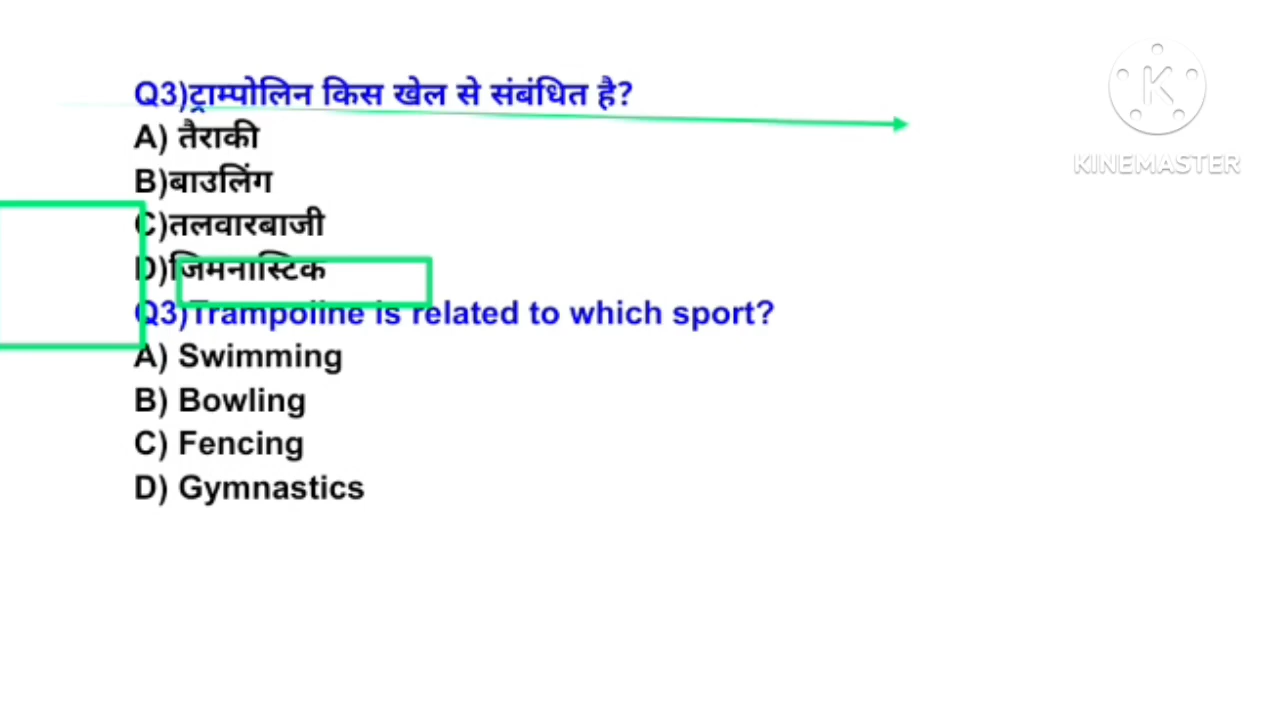 Q3)ट्राम्पोलिन किस खेल से संबंधित है?
A) तैराकी
B)बाउलिंग
C)तलवारबाजी
D)जिमनास्टिक
Q3)Trampoline is related to which sport?
A) Swimming
B) Bowling
C) Fencing
D) Gymnastics
K
KINEMASTER